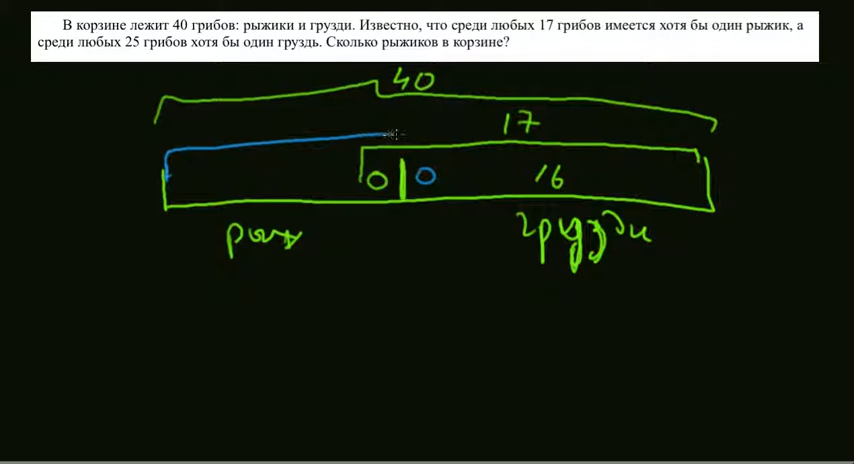 В корзине лежит 40 грибов: рыжики и грузди. Известно, что среди любых 17 грибов имеется хотя бы один рыжик, а
среди любых 25 грибов хотя бы один груздь. Сколько рыжиков в корзине?
40
17
0 0 16
рыж грузди